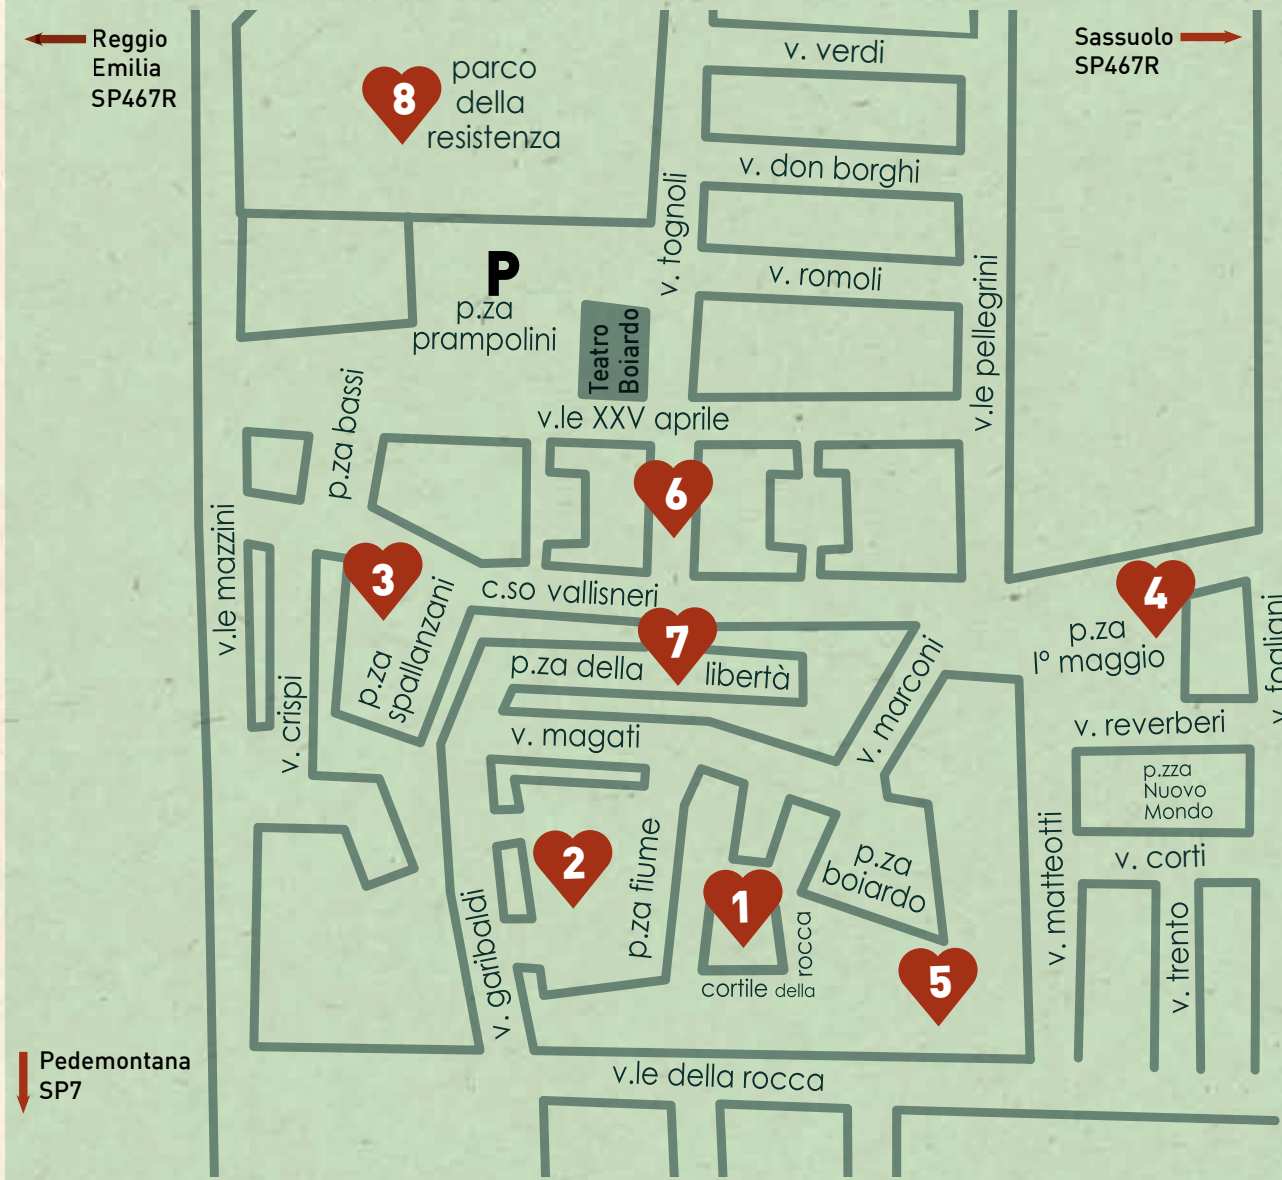 Reggio
Emilia
SP467R
Sassuolo
SP467R
v. verdi
8
parco
della
resistenza
v. don borghi
v. tognoli
v. romoli
P
p.za
prampolini
Teatro
Boiardo
v.le pellegrini
p.za bassi
v.le XXV aprile
6
v.le mazzini
3
c.so vallisneri
4
p.za
spallanzani
7
p.za della
libertà
p.za
I° maggio
v. fogliani
v. crispi
v. magati
v. marconi
v. reverberi
p.zza
Nuovo
Mondo
2
p.za fiume
p.za
boiardo
v. matteotti
v. corti
1
v. garibaldi
rocca
cortile della
5
v. trento
Pedemontana
SP7
v.le della rocca